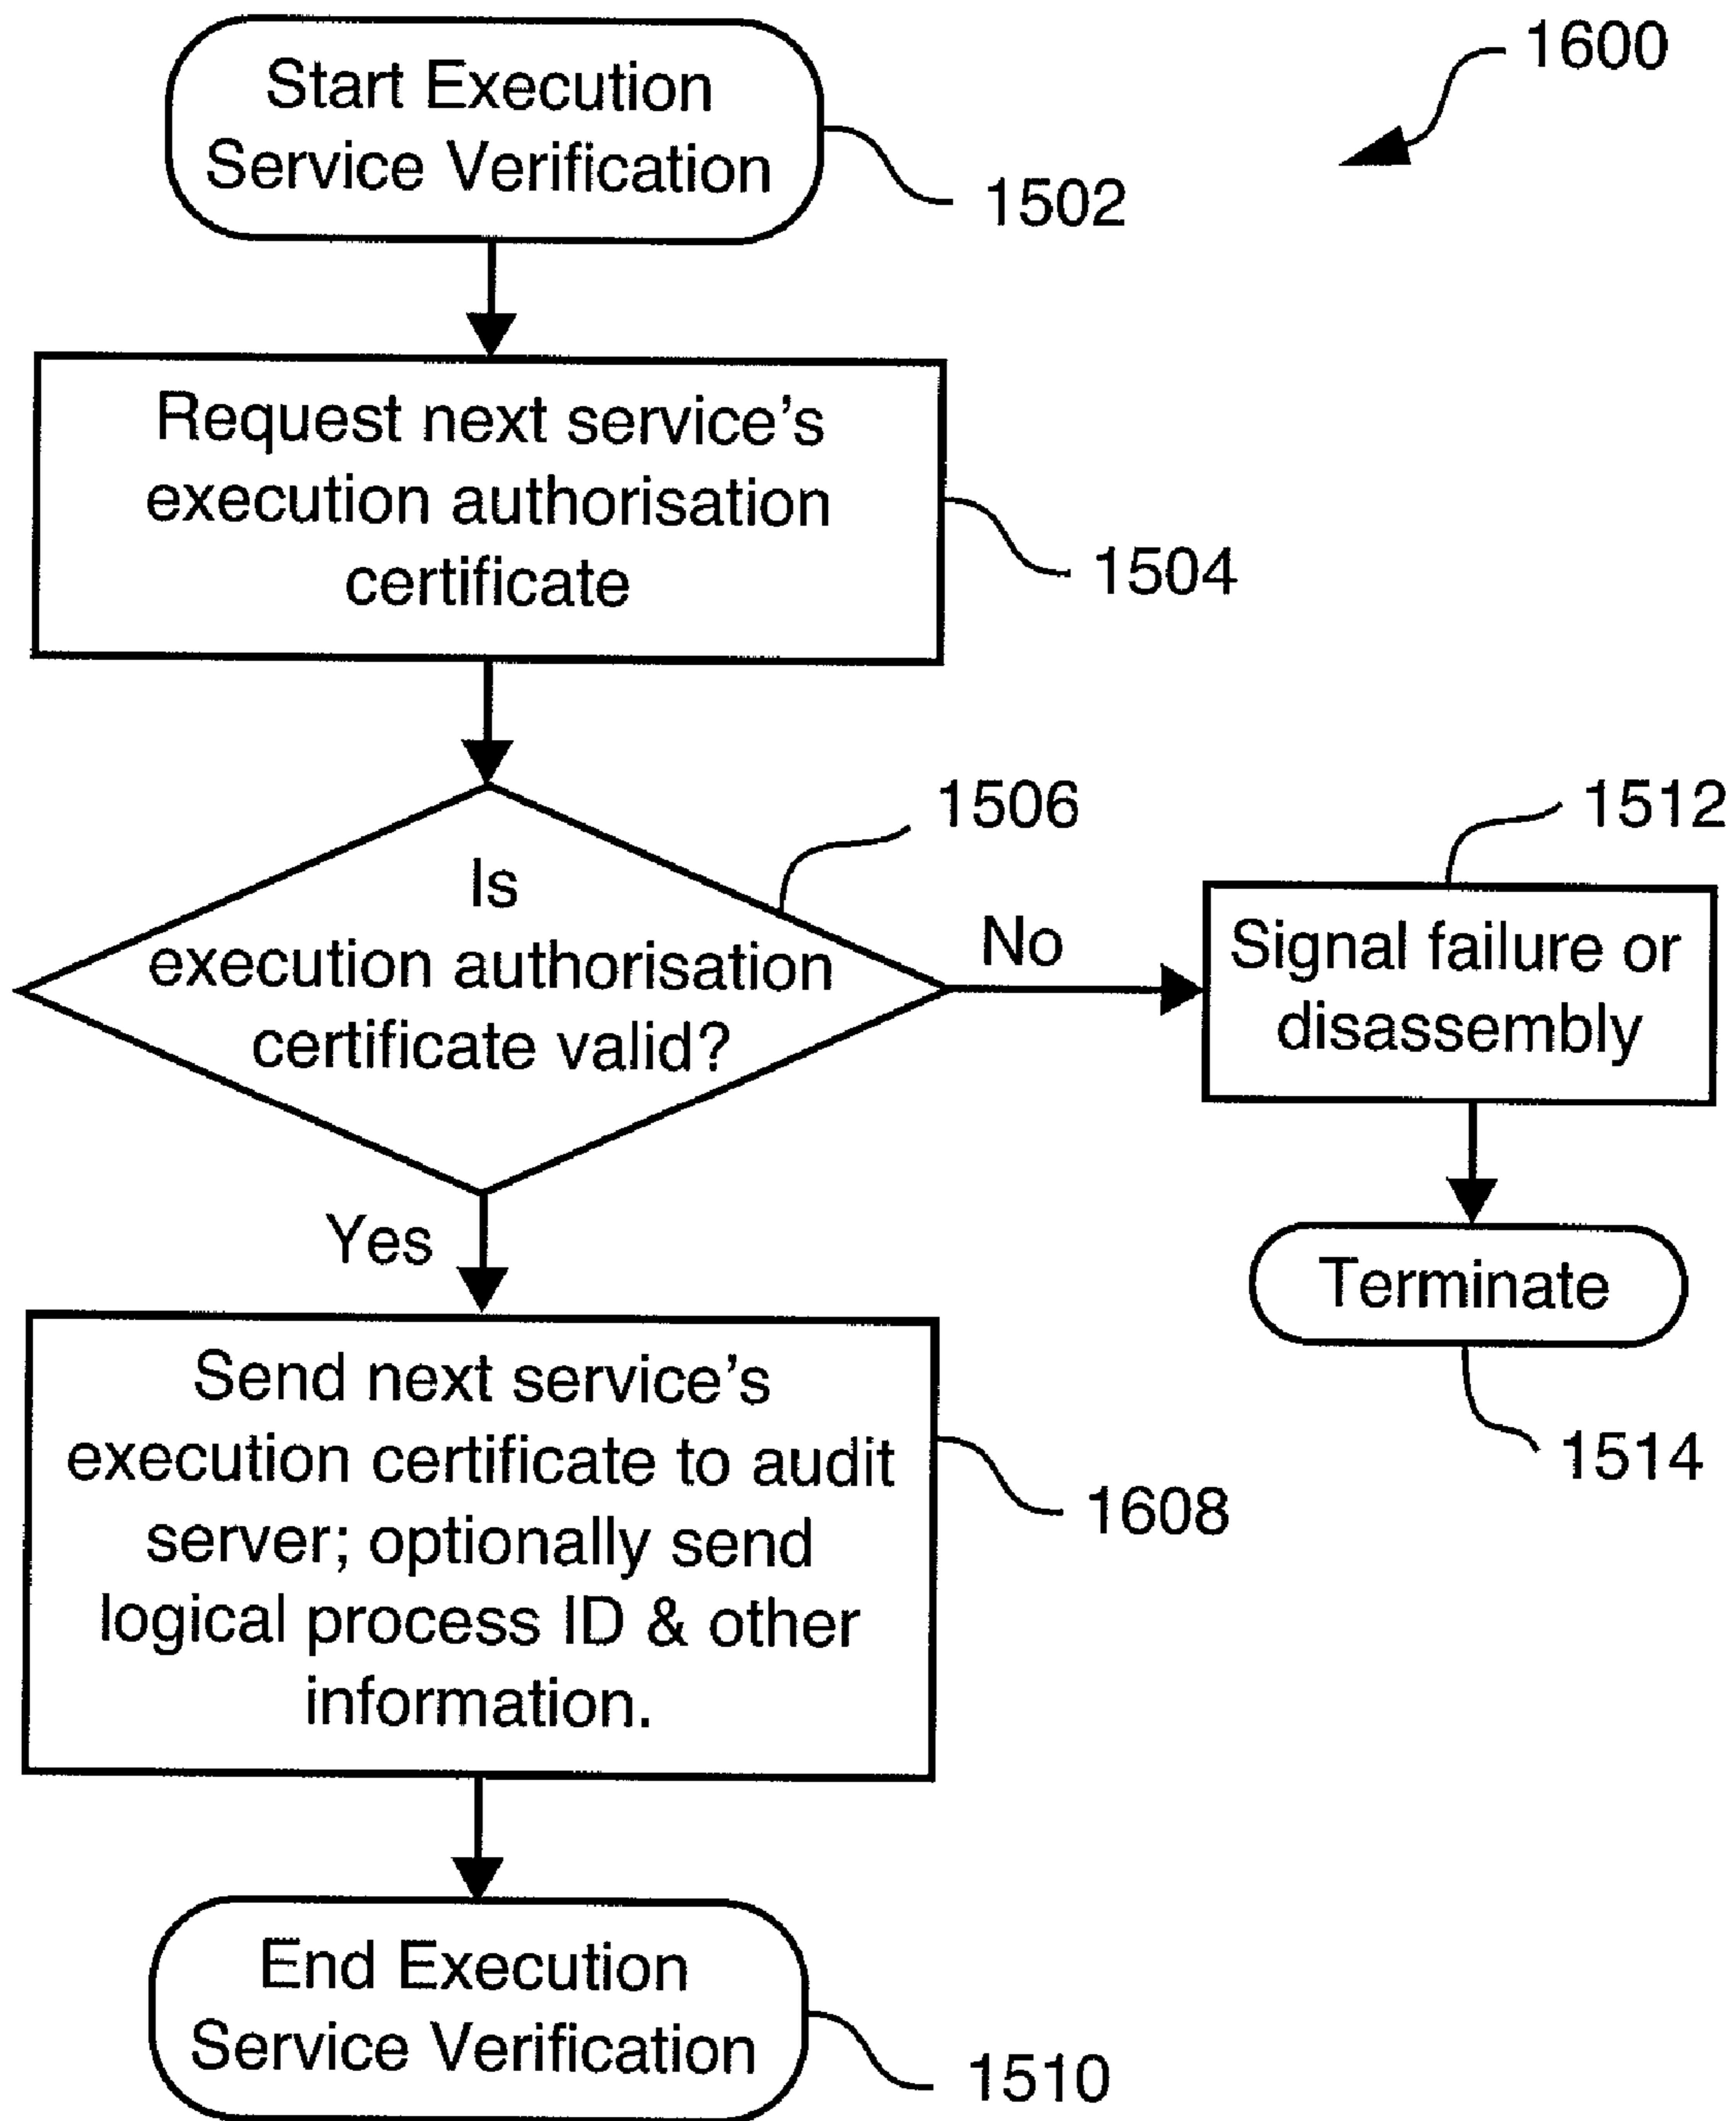 1600
Start Execution
Service Verification
1502
Request next service's
execution authorisation
certificate
1504
1506
Is
execution authorisation
certificate valid?
No
1512
Signal failure or
disassembly
Yes
Terminate
1514
Send next service's
execution certificate to audit
server; optionally send
logical process ID & other
information.
1608
End Execution
Service Verification
1510